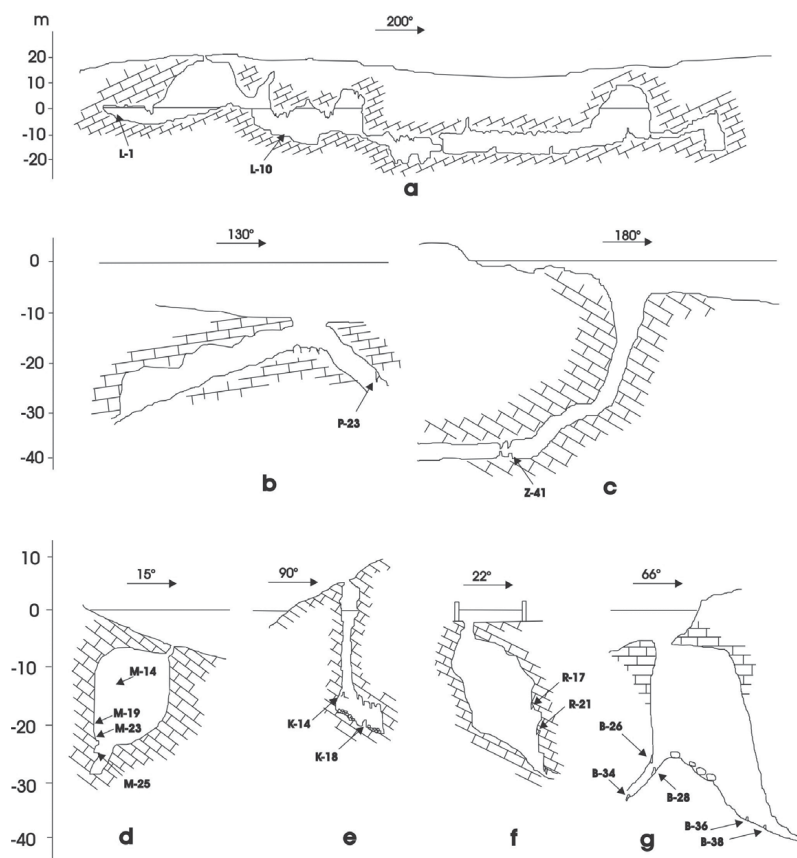 m
200°
20
10
0
-10
-20
L-1
L-10
a
130°
180°
0
-10
-20
-30
-40
P-23
Z-41
b
c
10
0
-10
-20
-30
-40
15°
90°
22°
66°
M-14
M-19
M-23
M-25
K-14
K-18
R-17
R-21
B-26
B-34
B-28
B-36
B-38
d
e
f
g